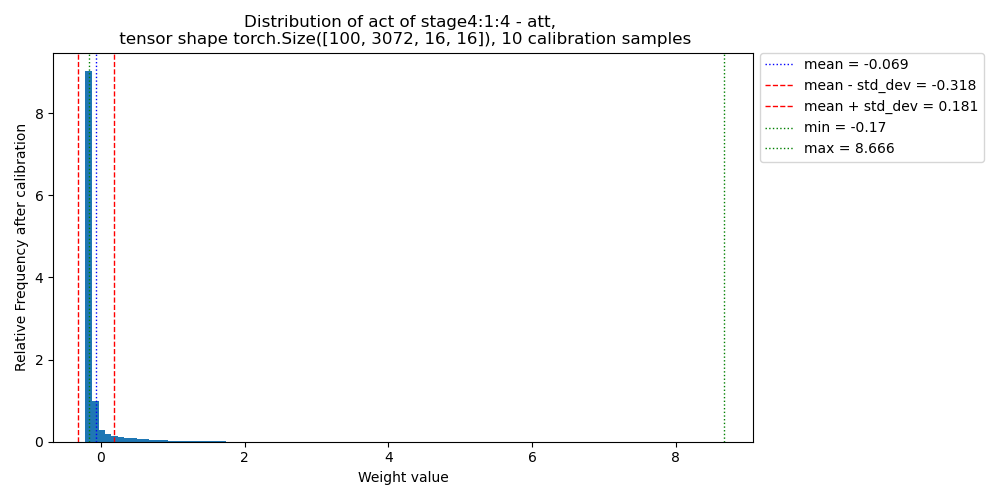 Distribution of act of stage4:1:4 - att,
tensor shape torch.Size([100, 3072, 16, 16]), 10 calibration samples
mean = -0.069
mean - std_dev = -0.318
mean + std_dev = 0.181
min = -0.17
max = 8.666
Relative Frequency after calibration
8
6
4
2
0
0 2 4 6 8
Weight value